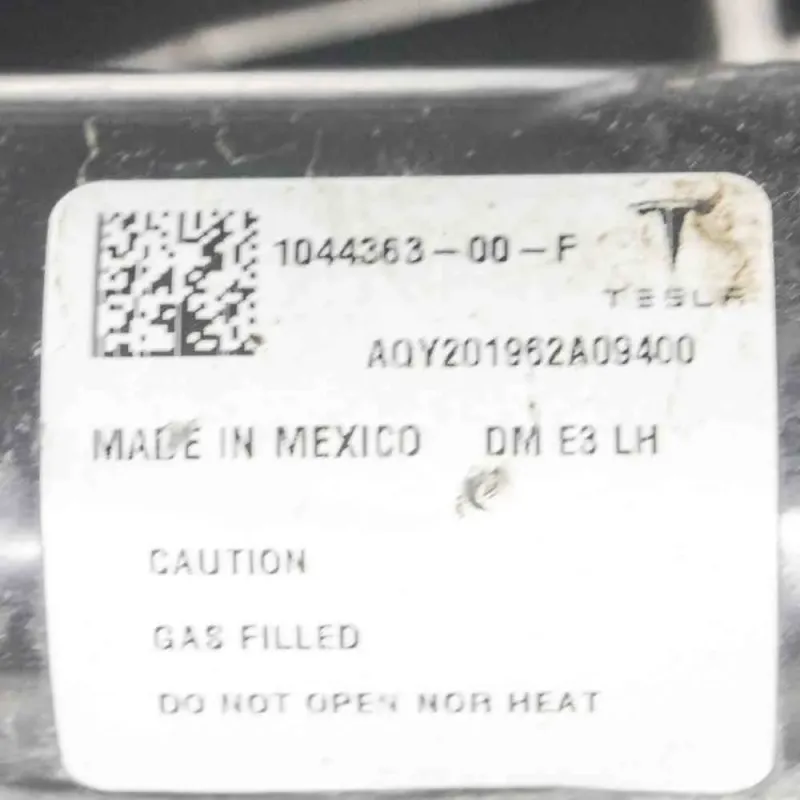 1044363-00-F
TESLA
AQY201962A09400
MADE IN MEXICO DM E3 LH
CAUTION
GAS FILLED
DO NOT OPEN NOR HEAT